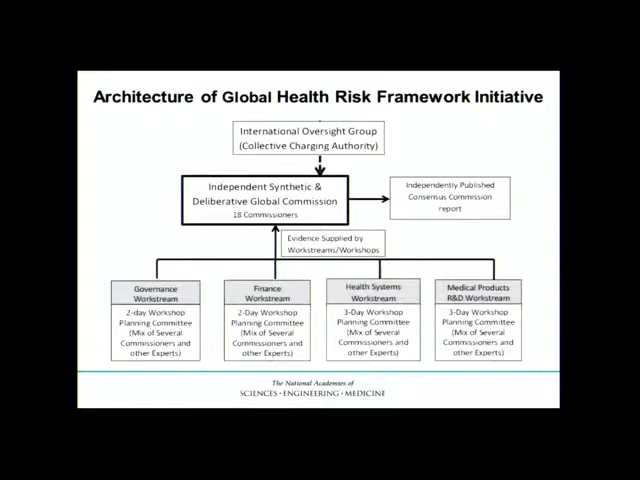 Architecture of Global Health Risk Framework Initiative
International Oversight Group
(Collective Charging Authority)
Independent Synthetic &
Deliberative Global Commission
18 Commissioners
Independently Published
Consensus Commission
report
Evidence Supplied by
Workstreams/Workshops
Governance
Workstream
2-day Workshop
Planning Committee
(Mix of Several
Commissioners and
other Experts)
Finance
Workstream
2-Day Workshop
Planning Committee
(Mix of Several
Commissioners and
other Experts)
Health Systems
Workstream
3-Day Workshop
Planning Committee
(Mix of Several
Commissioners and
other Experts)
Medical Products
R&D Workstream
3-Day Workshop
Planning Committee
(Mix of Several
Commissioners and
other Experts)
The National Academies of
SCIENCES • ENGINEERING • MEDICINE